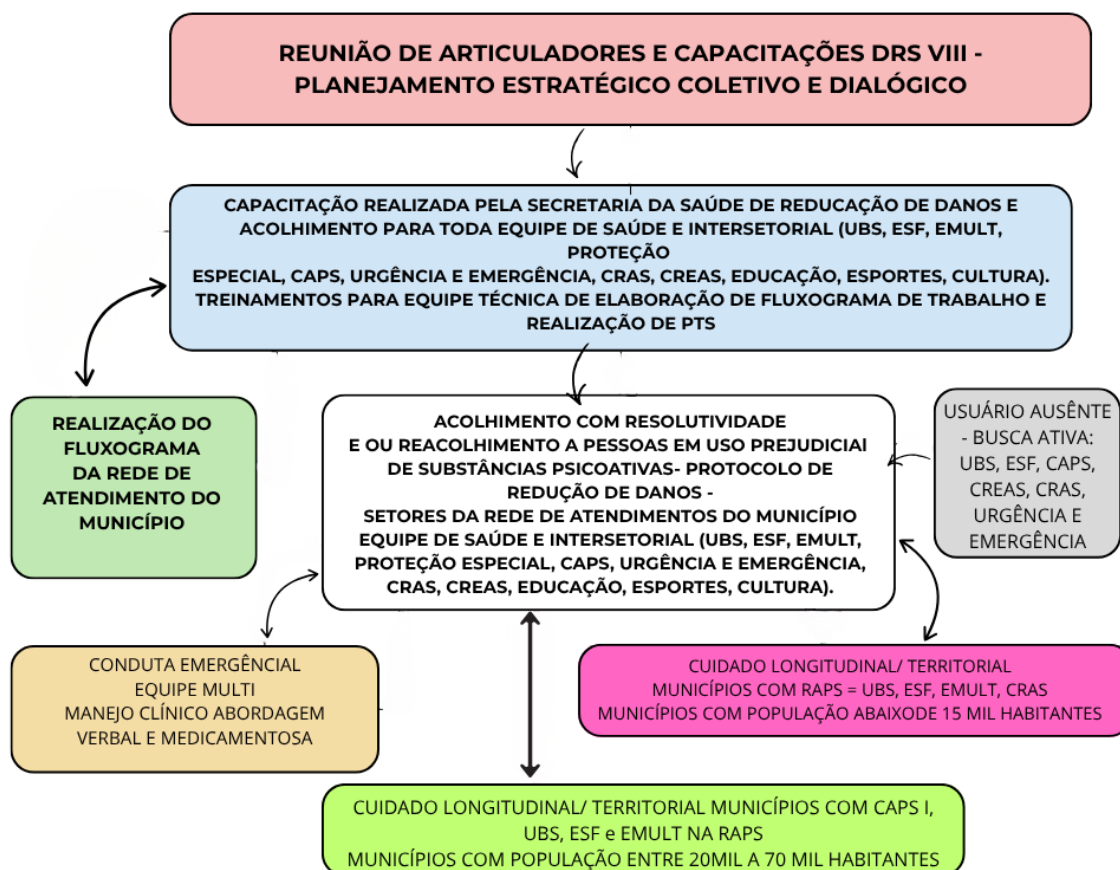 REUNIÃO DE ARTICULADORES E CAPACITAÇÕES DRS VIII -
PLANEJAMENTO ESTRATÉGICO COLETIVO E DIALÓGICO
CAPACITAÇÃO REALIZADA PELA SECRETARIA DA SAÚDE DE REDUCAÇÃO DE DANOS E
ACOLHIMENTO PARA TODA EQUIPE DE SAÚDE E INTERSETORIAL (UBS, ESF, EMULT,
PROTEÇÃO
ESPECIAL, CAPS, URGÊNCIA E EMERGÊNCIA, CRAS, CREAS, EDUCAÇÃO, ESPORTES, CULTURA).
TREINAMENTOS PARA EQUIPE TÉCNICA DE ELABORAÇÃO DE FLUXOGRAMA DE TRABALHO E
REALIZAÇÃO DE PTS
REALIZAÇÃO DO
FLUXOGRAMA
DA REDE DE
ATENDIMENTO DO
MUNICÍPIO
ACOLHIMENTO COM RESOLUTIVIDADE
E OU REACOLHIMENTO A PESSOAS EM USO PREJUDICIAI
DE SUBSTÂNCIAS PSICOATIVAS- PROTOCOLO DE
REDUÇÃO DE DANOS -
SETORES DA REDE DE ATENDIMENTOS DO MUNICÍPIO
EQUIPE DE SAÚDE E INTERSETORIAL (UBS, ESF, EMULT,
PROTEÇÃO ESPECIAL, CAPS, URGÊNCIA E EMERGÊNCIA,
CRAS, CREAS, EDUCAÇÃO, ESPORTES, CULTURA).
USUÁRIO AUSÊNTE
- BUSCA ATIVA:
UBS, ESF, CAPS,
CREAS, CRAS,
URGÊNCIA E
EMERGÊNCIA
CONDUTA EMERGÊNCIAL
EQUIPE MULTI
MANEJO CLÍNICO ABORDAGEM
VERBAL E MEDICAMENTOSA
CUIDADO LONGITUDINAL/ TERRITORIAL
MUNICÍPIOS COM RAPS = UBS, ESF, EMULT, CRAS
MUNICÍPIOS COM POPULAÇÃO ABAIXODE 15 MIL HABITANTES
CUIDADO LONGITUDINAL/ TERRITORIAL MUNICÍPIOS COM CAPS I,
UBS, ESF e EMULT NA RAPS
MUNICÍPIOS COM POPULAÇÃO ENTRE 20MIL A 70 MIL HABITANTES